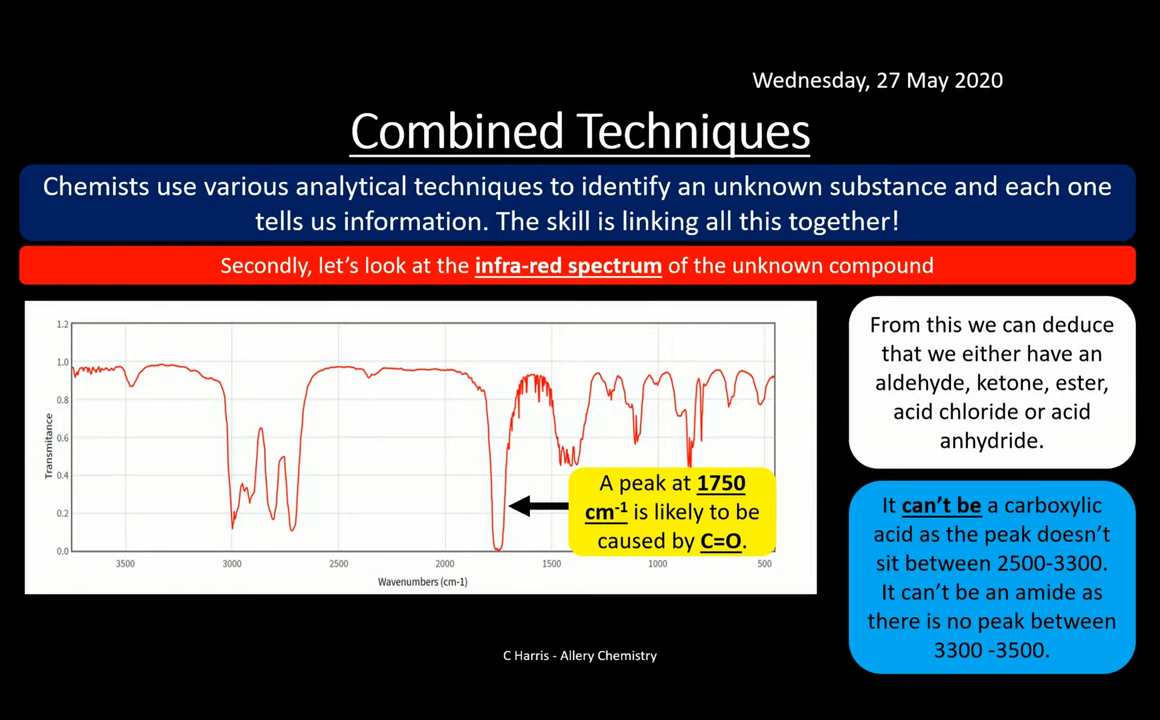 Wednesday, 27 May 2020
Combined Techniques
Chemists use various analytical techniques to identify an unknown substance and each one
tells us information. The skill is linking all this together!
Secondly, let's look at the infra-red spectrum of the unknown compound
1.2
1.0
0.8
0.6
0.4
0.2
0.0
Transmitance
3500 3000 2500 2000 1500 1000 500
Wavenumbers (cm-1)
A peak at 1750
cm-1 is likely to be
caused by C=O.
From this we can deduce
that we either have an
aldehyde, ketone, ester,
acid chloride or acid
anhydride.
It can't be a carboxylic
acid as the peak doesn't
sit between 2500-3300.
It can't be an amide as
there is no peak between
3300 -3500.
C Harris - Allery Chemistry